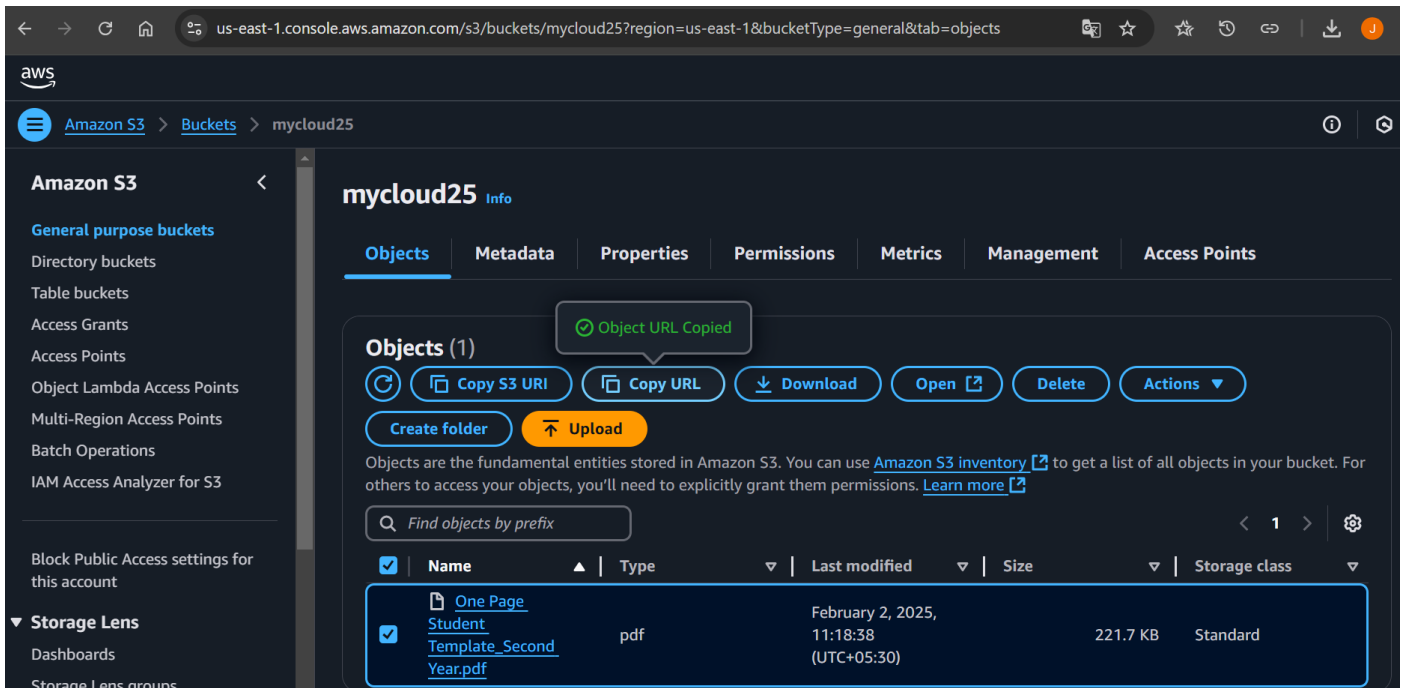 us-east-1.console.aws.amazon.com/s3/buckets/mycloud25?region=us-east-1&bucketType=general&tab=objects
J
aws
Amazon S3 > Buckets > mycloud25
Amazon S3
General purpose buckets
Directory buckets
Table buckets
Access Grants
Access Points
Object Lambda Access Points
Multi-Region Access Points
Batch Operations
IAM Access Analyzer for S3
Block Public Access settings for
this account
Storage Lens
Dashboards
Storage Lens groups
mycloud25 Info
Objects Metadata Properties Permissions Metrics Management Access Points
Object URL Copied
Objects (1)
Copy S3 URI Copy URL Download Open Delete Actions
Create folder Upload
Objects are the fundamental entities stored in Amazon S3. You can use Amazon S3 inventory to get a list of all objects in your bucket. For
others to access your objects, you'll need to explicitly grant them permissions. Learn more
Find objects by prefix
1
Name Type Last modified Size Storage class
One Page
Student
Template_Second
Year.pdf
pdf
February 2, 2025,
11:18:38
(UTC+05:30)
221.7 KB
Standard